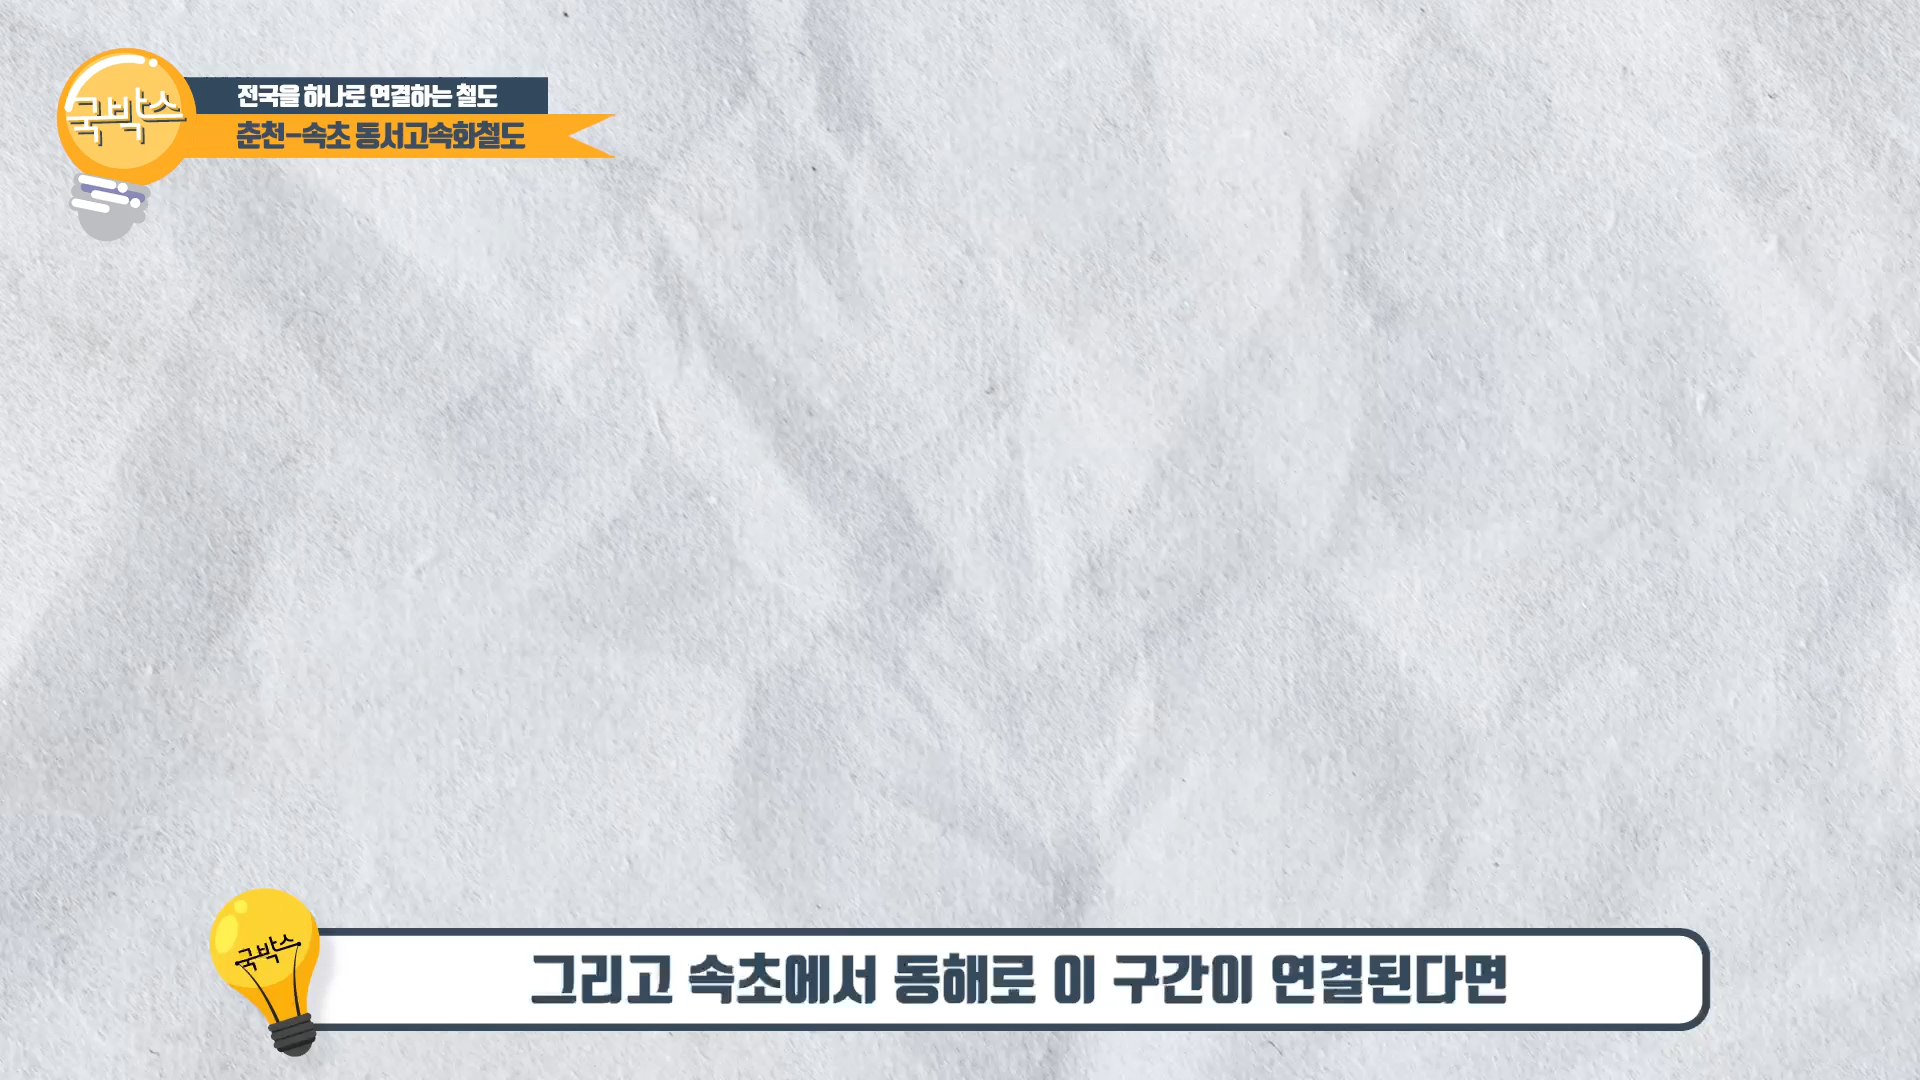 국박스
전국을 하나로 연결하는 철도
춘천-속초 동서고속화철도
국박스
그리고 속초에서 동해로 이 구간이 연결된다면